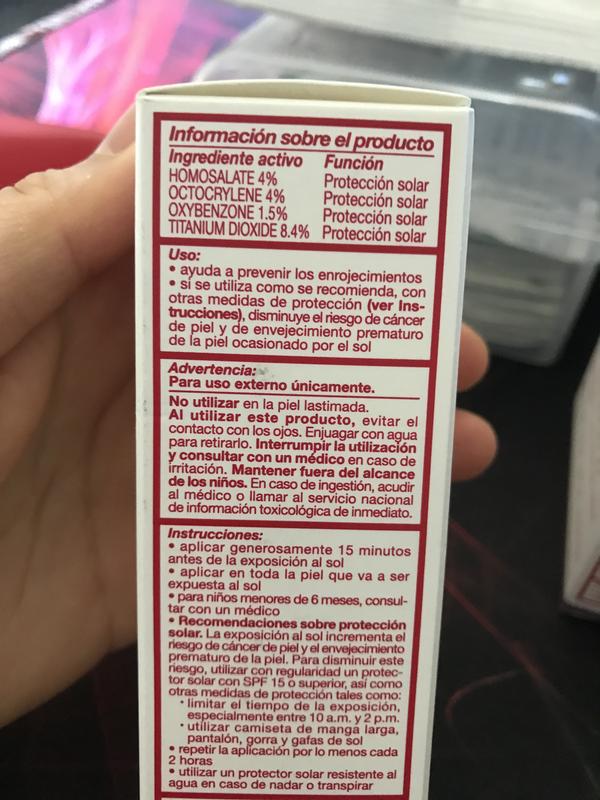 Información sobre el producto
Ingrediente activo Función
HOMOSALATE 4% Protección solar
OCTOCRYLENE 4% Protección solar
OXYBENZONE 1.5% Protección solar
TITANIUM DIOXIDE 8.4% Protección solar
Uso:
• ayuda a prevenir los enrojecimientos
• si se utiliza como se recomienda, con
otras medidas de protección (ver Ins-
trucciones), disminuye el riesgo de cáncer
de piel y de envejecimiento prematuro
de la piel ocasionado por el sol
Advertencia:
Para uso externo únicamente.
No utilizar en la piel lastimada.
Al utilizar este producto, evitar el
contacto con los ojos. Enjuagar con agua
para retirarlo. Interrumpir la utilización
y consultar con un médico en caso de
irritación. Mantener fuera del alcance
de los niños. En caso de ingestión, acudir
al médico o llamar al servicio nacional
de información toxicológica de inmediato.
Instrucciones:
• aplicar generosamente 15 minutos
antes de la exposición al sol
• aplicar en toda la piel que va a ser
expuesta al sol
• para niños menores de 6 meses, consul-
tar con un médico
• Recomendaciones sobre protección
solar. La exposición al sol incrementa el
riesgo de cáncer de piel y el envejecimiento
prematuro de la piel. Para disminuir este
riesgo, utilizar con regularidad un protec-
tor solar con SPF 15 o superior, así como
otras medidas de protección tales como:
• limitar el tiempo de la exposición,
especialmente entre 10 a.m. y 2 p.m.
• utilizar camiseta de manga larga,
pantalón, gorra y gafas de sol
• repetir la aplicación por lo menos cada
2 horas
• utilizar un protector solar resistente al
agua en caso de nadar o transpirar